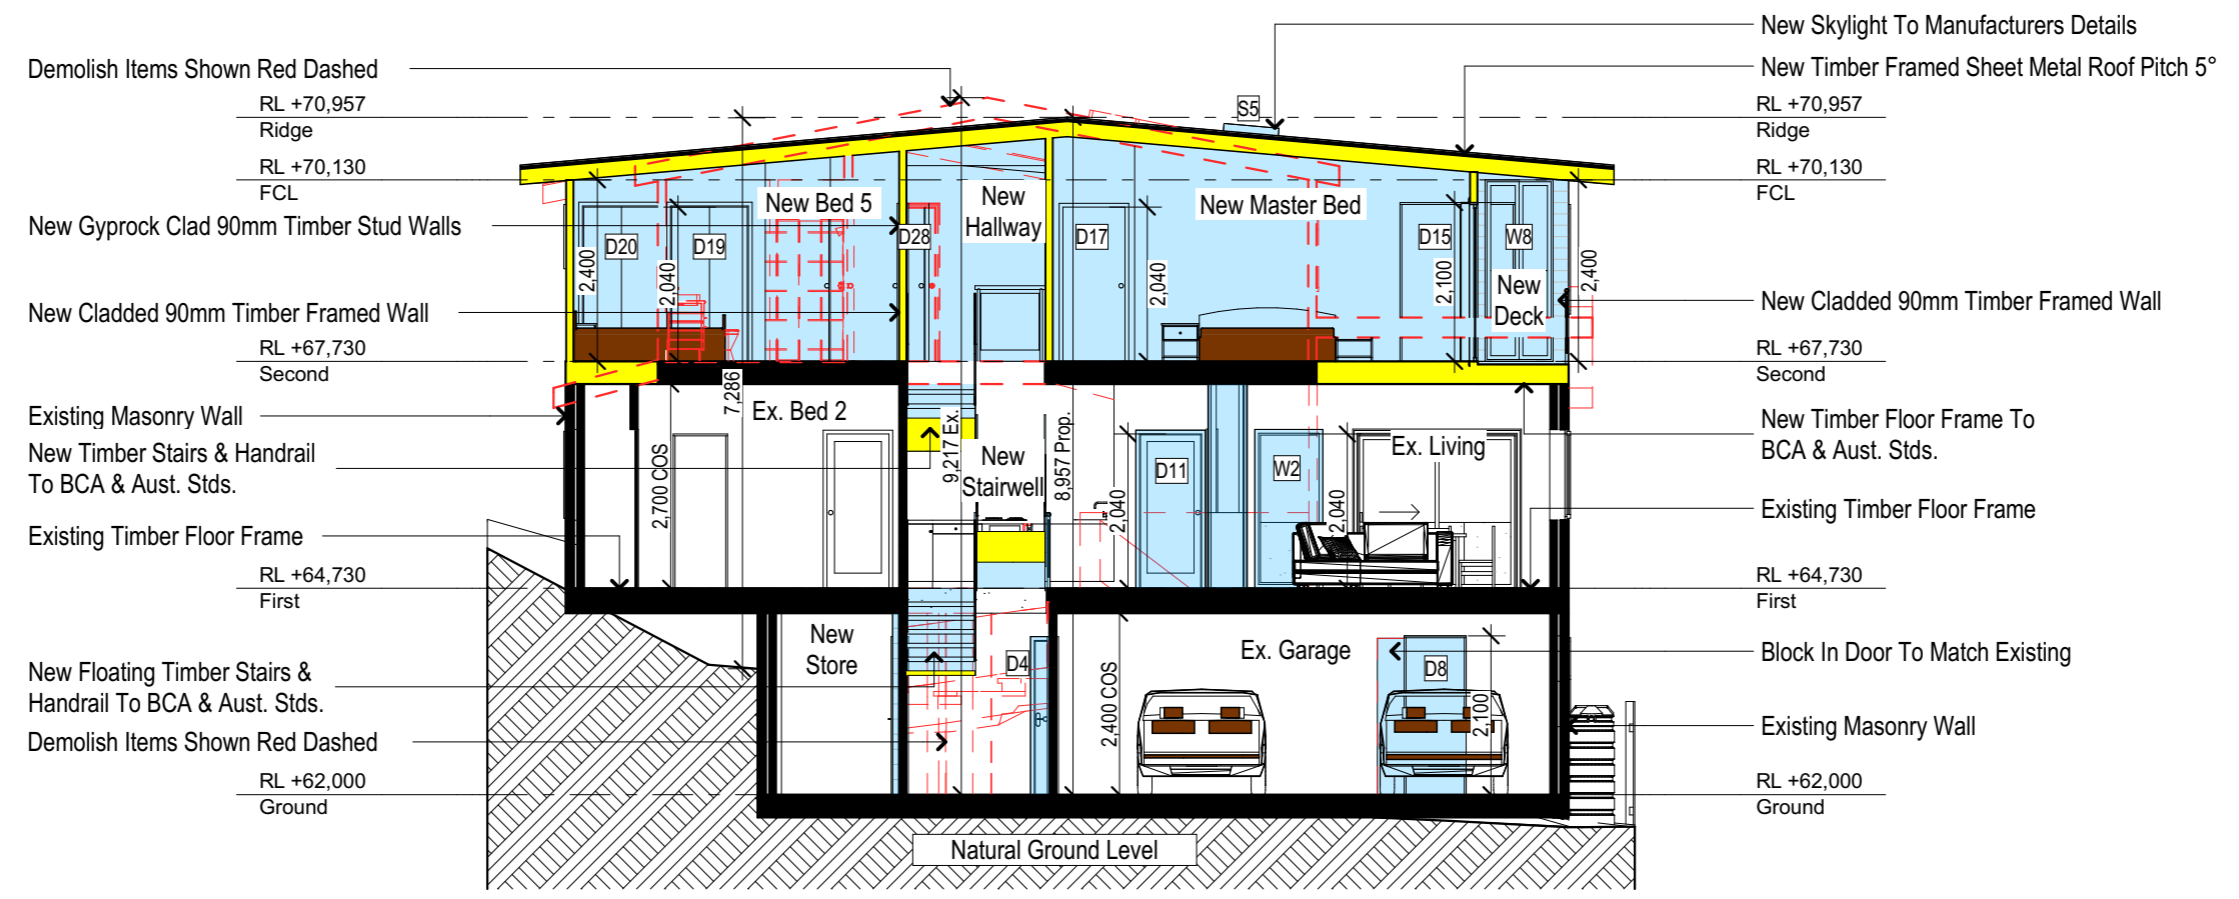 New Skylight To Manufacturers Details
Demolish Items Shown Red Dashed
New Timber Framed Sheet Metal Roof Pitch 5°
RL +70,957
Ridge
S5
RL +70,957
Ridge
RL +70,130
FCL
RL +70,130
FCL
New Gyprock Clad 90mm Timber Stud Walls
New Bed 5
New
Hallway
New Master Bed
D20
D19
D28
D17
D15
W8
2,400
2,040
2,040
2,100
2,400
New
Deck
New Cladded 90mm Timber Framed Wall
New Cladded 90mm Timber Framed Wall
RL +67,730
Second
RL +67,730
Second
7,286
Existing Masonry Wall
Ex. Bed 2
9,217 Ex.
8,957 Prop.
New Timber Floor Frame To
BCA & Aust. Stds.
New Timber Stairs & Handrail
To BCA & Aust. Stds.
2,700 COS
New
Stairwell
2,040
D11
W2
2,040
Ex. Living
Existing Timber Floor Frame
Existing Timber Floor Frame
RL +64,730
First
RL +64,730
First
New
Store
Ex. Garage
Block In Door To Match Existing
New Floating Timber Stairs &
Handrail To BCA & Aust. Stds.
D4
D8
2,400 COS
2,100
Demolish Items Shown Red Dashed
Existing Masonry Wall
RL +62,000
Ground
RL +62,000
Ground
Natural Ground Level